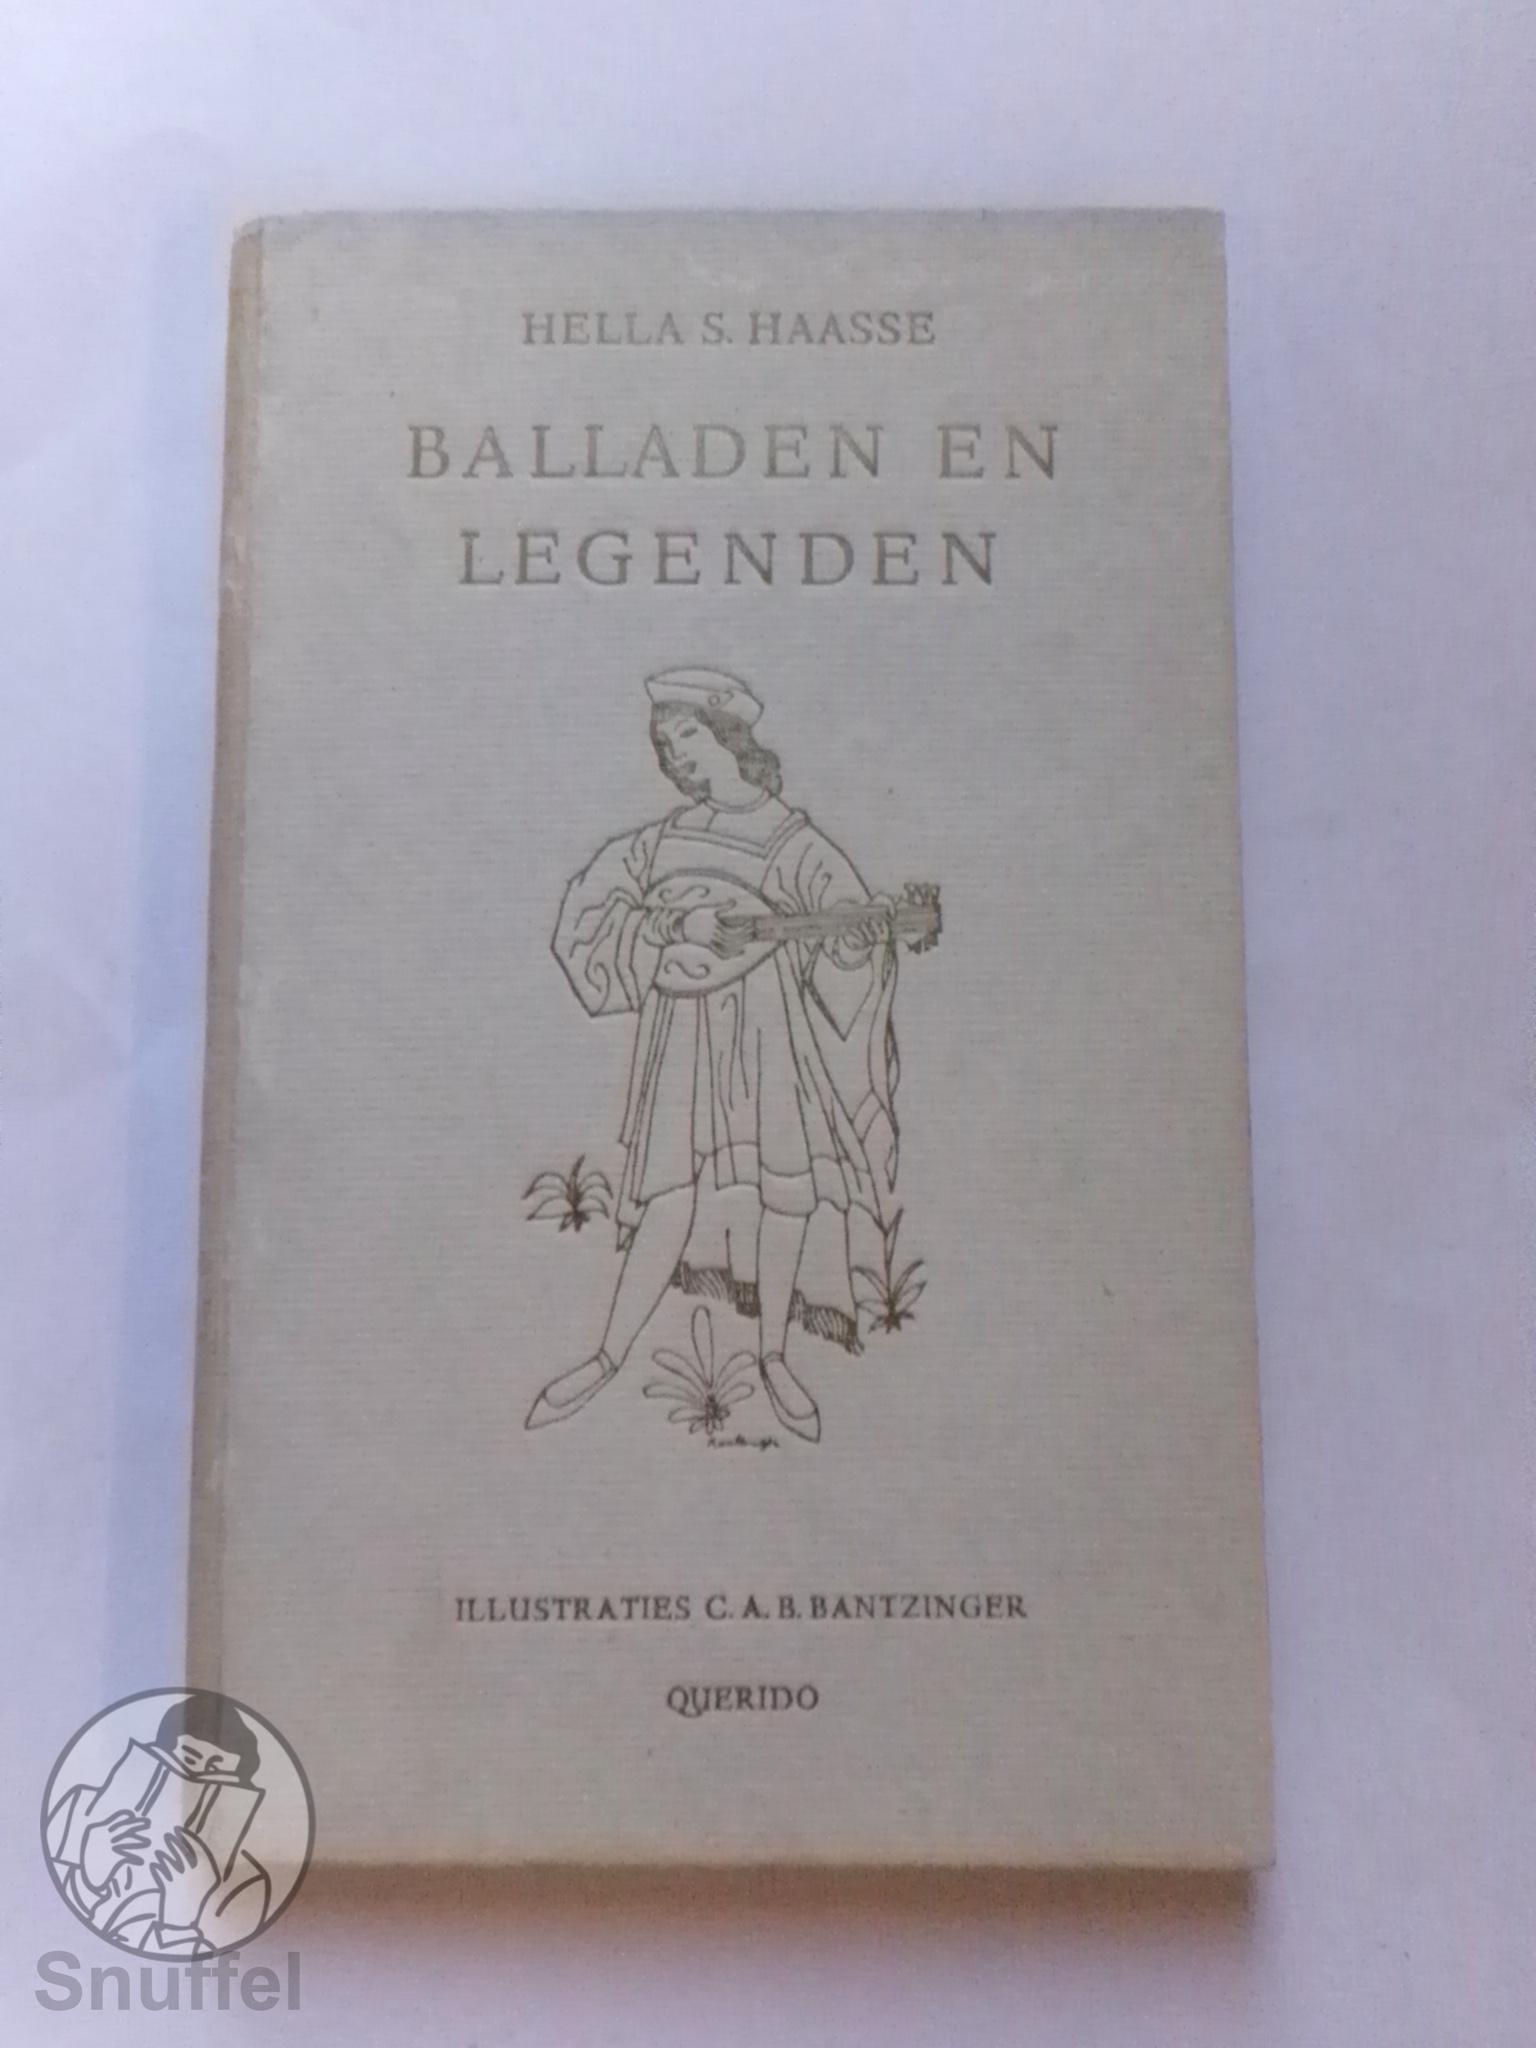 HELLA S. HAASSE
BALLADEN EN
LEGENDEN
ILLUSTRATIES C. A. B. BANTZINGER
QUERIDO
Snuffel